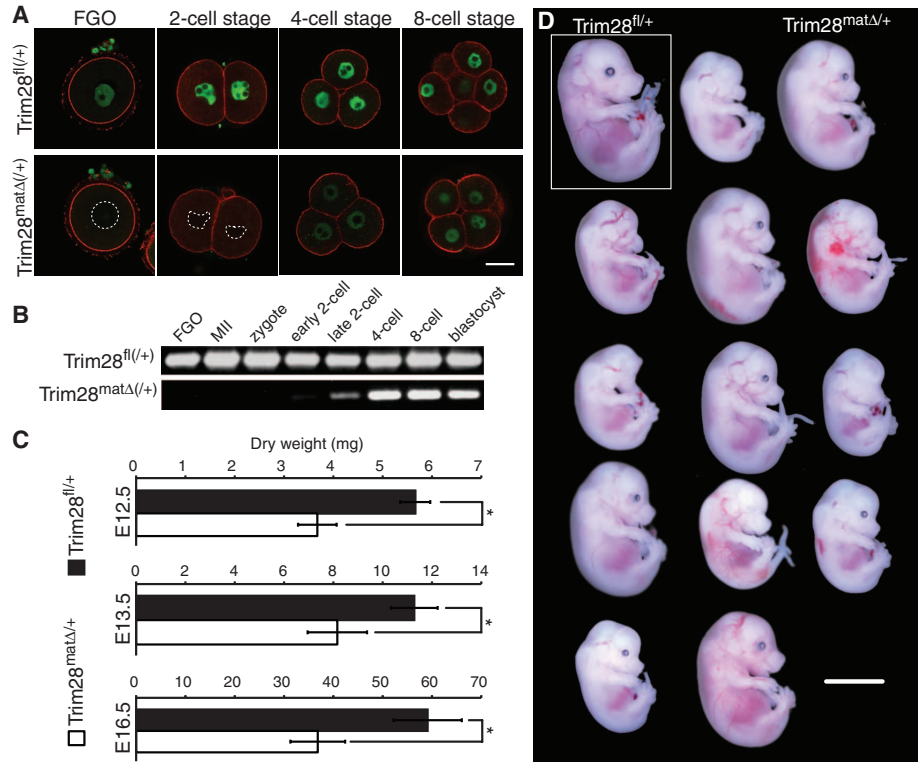 A
FGO 2-cell stage 4-cell stage 8-cell stage
Trim28fl(/+)
Trim28matΔ(/+)
B
FGO MII zygote early 2-cell late 2-cell 4-cell 8-cell blastocyst
Trim28fl(/+)
Trim28matΔ(/+)
C
Dry weight (mg)
0 1 2 3 4 5 6 7
E12.5
*
0 2 4 6 8 10 12 14
E13.5
*
0 10 20 30 40 50 60 70
E16.5
*
Trim28fl/+
Trim28matΔ/+
D
Trim28fl/+ Trim28matΔ/+